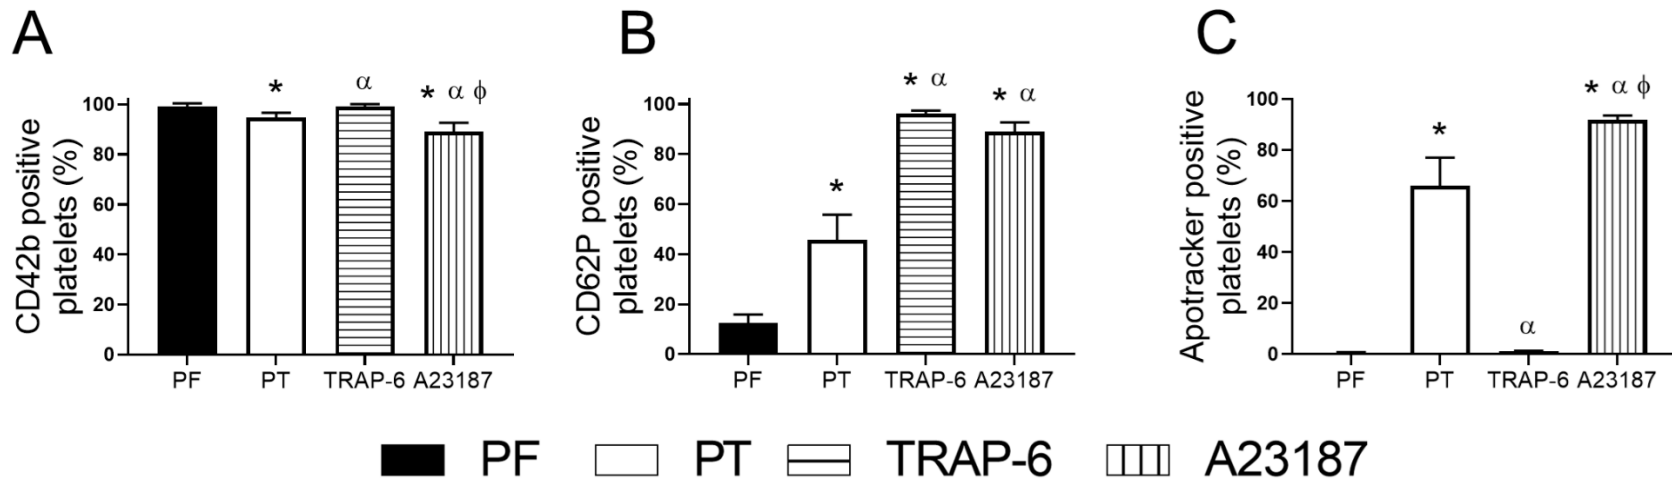 A
CD42b positive
platelets (%)
100
80
60
40
20
0
*
α
* α ϕ
PF PT TRAP-6 A23187
B
CD62P positive
platelets (%)
100
80
60
40
20
0
*
* α
* α
PF PT TRAP-6 A23187
C
Apotracker positive
platelets (%)
100
80
60
40
20
0
*
α
* α ϕ
PF PT TRAP-6 A23187
PF PT TRAP-6 A23187